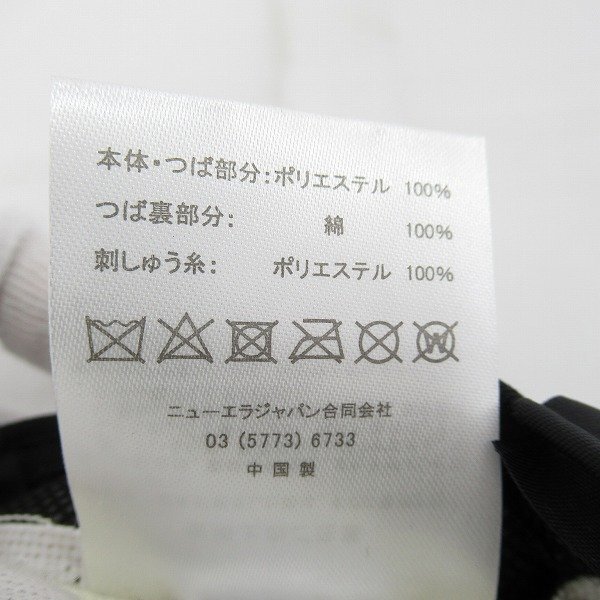 本体・つば部分：ポリエステル 100%
つば裏部分： 綿 100%
刺しゅう糸： ポリエステル 100%
ニューエラジャパン合同会社
03 (5773) 6733
中国製